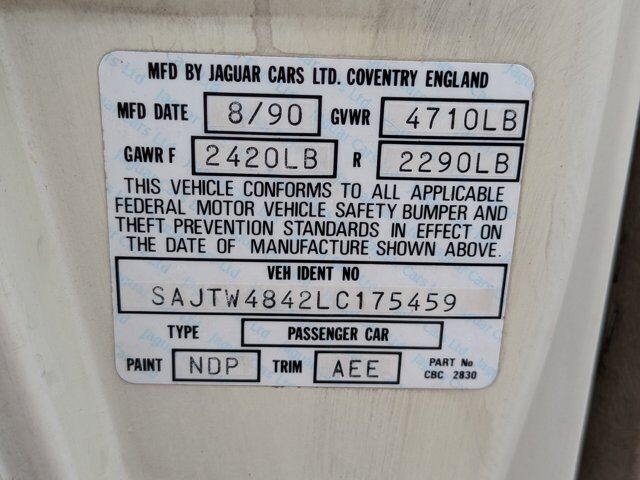 MFD BY JAGUAR CARS LTD. COVENTRY ENGLAND
MFD DATE 8/90 GVWR 4710LB
GAWR F 2420LB R 2290LB
THIS VEHICLE CONFORMS TO ALL APPLICABLE
FEDERAL MOTOR VEHICLE SAFETY BUMPER AND
THEFT PREVENTION STANDARDS IN EFFECT ON
THE DATE OF MANUFACTURE SHOWN ABOVE.
VEH IDENT NO
SAJTW4842LC175459
TYPE PASSENGER CAR
PAINT NDP TRIM AEE PART No
CBC 2830